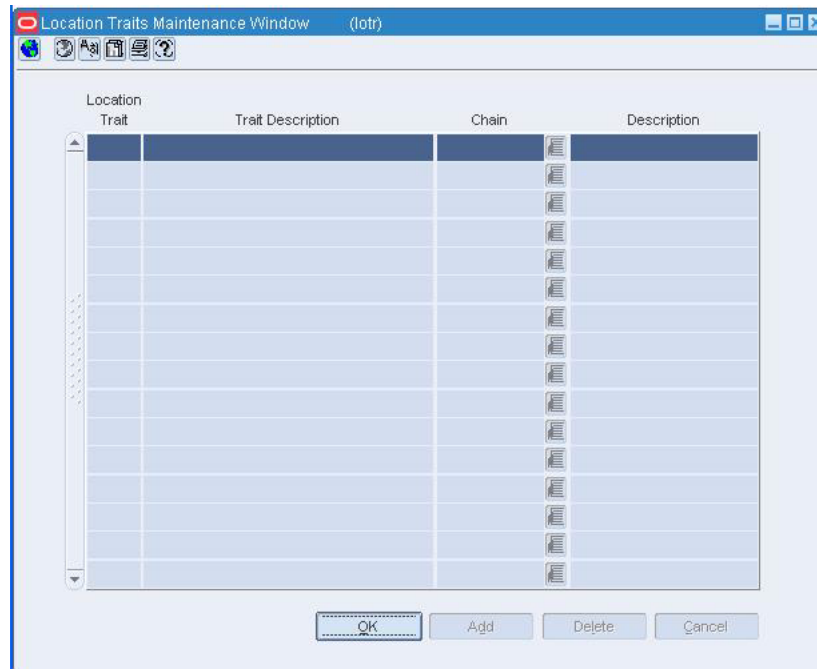 Location Traits Maintenance Window (lotr)
Location
Trait Trait Description Chain Description
OK Add Delete Cancel